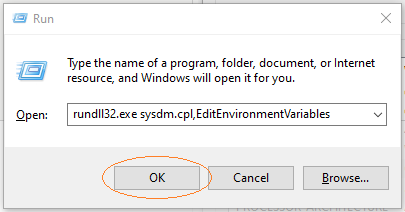 Run
Type the name of a program, folder, document, or Internet
resource, and Windows will open it for you.
Open: rundll32.exe sysdm.cpl,EditEnvironmentVariables
OK Cancel Browse...
PROCESSOR_ARCHITECTURE